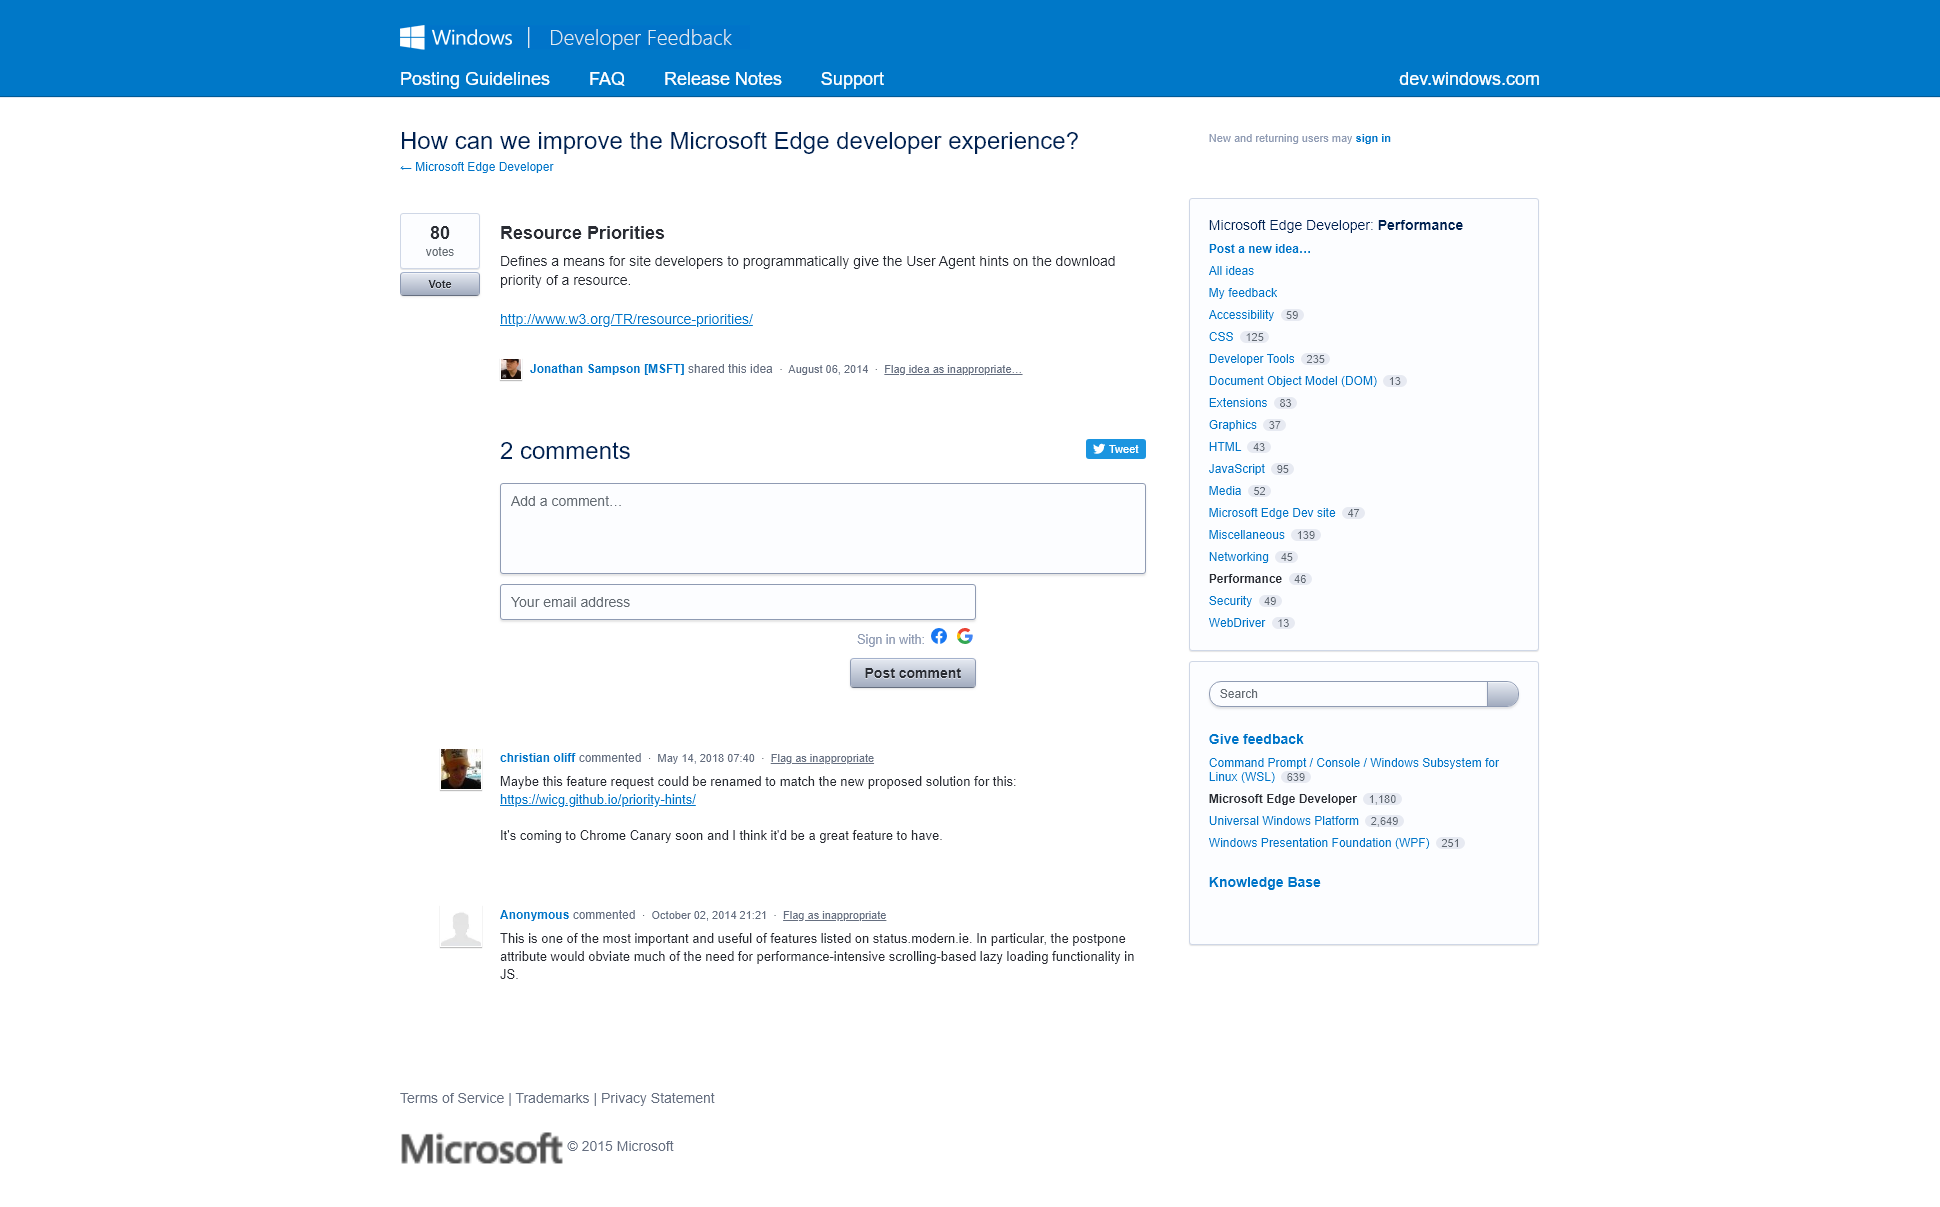 Windows | Developer Feedback
Posting Guidelines FAQ Release Notes Support dev.windows.com
How can we improve the Microsoft Edge developer experience?
← Microsoft Edge Developer
New and returning users may sign in
80
votes
Vote
Resource Priorities
Defines a means for site developers to programmatically give the User Agent hints on the download
priority of a resource.
http://www.w3.org/TR/resource-priorities/
Jonathan Sampson [MSFT] shared this idea · August 06, 2014 · Flag idea as inappropriate…
2 comments
Tweet
Add a comment…
Your email address
Sign in with:
Post comment
christian oliff commented · May 14, 2018 07:40 · Flag as inappropriate
Maybe this feature request could be renamed to match the new proposed solution for this:
https://wicg.github.io/priority-hints/
It's coming to Chrome Canary soon and I think it'd be a great feature to have.
Anonymous commented · October 02, 2014 21:21 · Flag as inappropriate
This is one of the most important and useful of features listed on status.modern.ie. In particular, the postpone
attribute would obviate much of the need for performance-intensive scrolling-based lazy loading functionality in
JS.
Microsoft Edge Developer: Performance
Post a new idea…
All ideas
My feedback
Accessibility 59
CSS 125
Developer Tools 235
Document Object Model (DOM) 13
Extensions 83
Graphics 37
HTML 43
JavaScript 95
Media 52
Microsoft Edge Dev site 47
Miscellaneous 139
Networking 45
Performance 46
Security 49
WebDriver 13
Search
Give feedback
Command Prompt / Console / Windows Subsystem for
Linux (WSL) 639
Microsoft Edge Developer 1,180
Universal Windows Platform 2,649
Windows Presentation Foundation (WPF) 251
Knowledge Base
Terms of Service | Trademarks | Privacy Statement
Microsoft © 2015 Microsoft